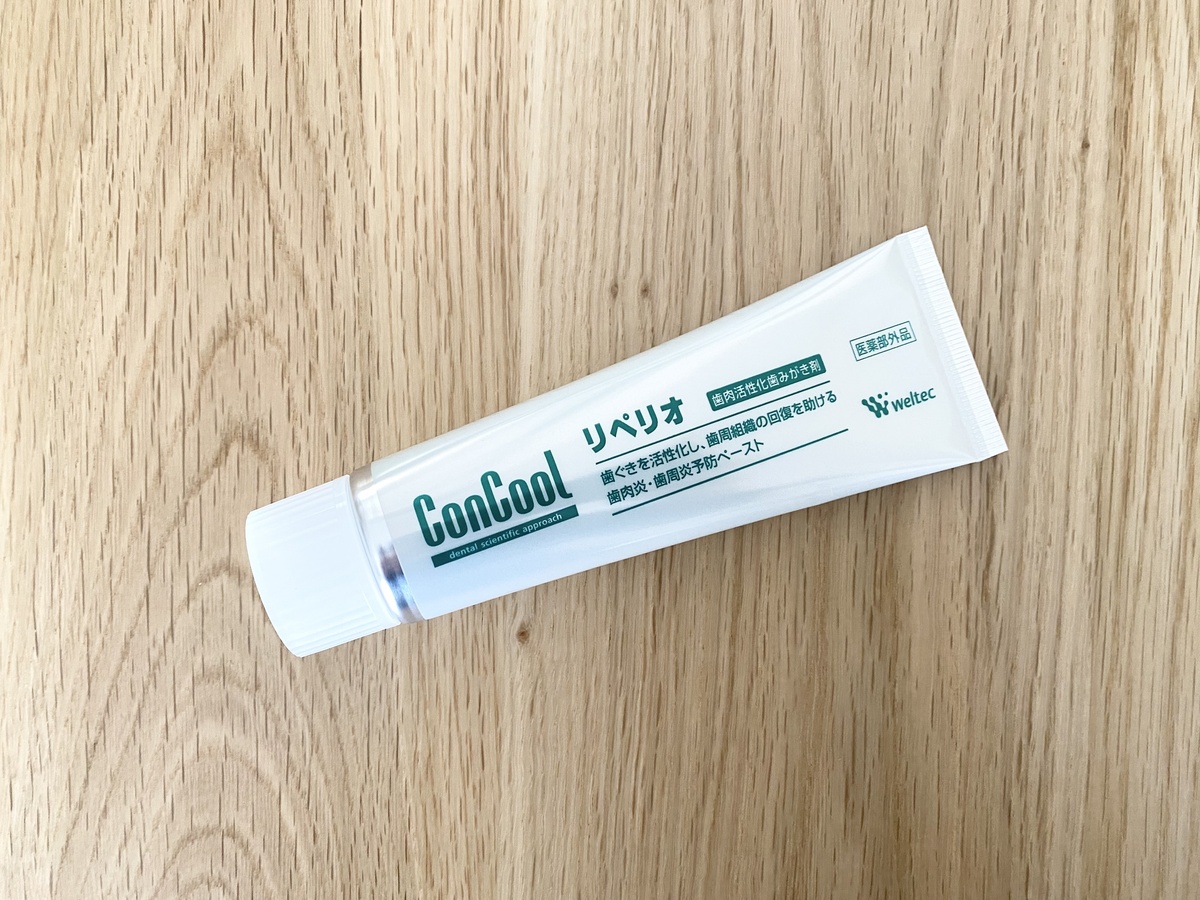 ConCool
dental scientific approach
リペリオ
歯肉活性化歯みがき剤
歯ぐきを活性化し、歯周組織の回復を助ける
歯肉炎・歯周炎予防ペースト
医薬部外品
weltec